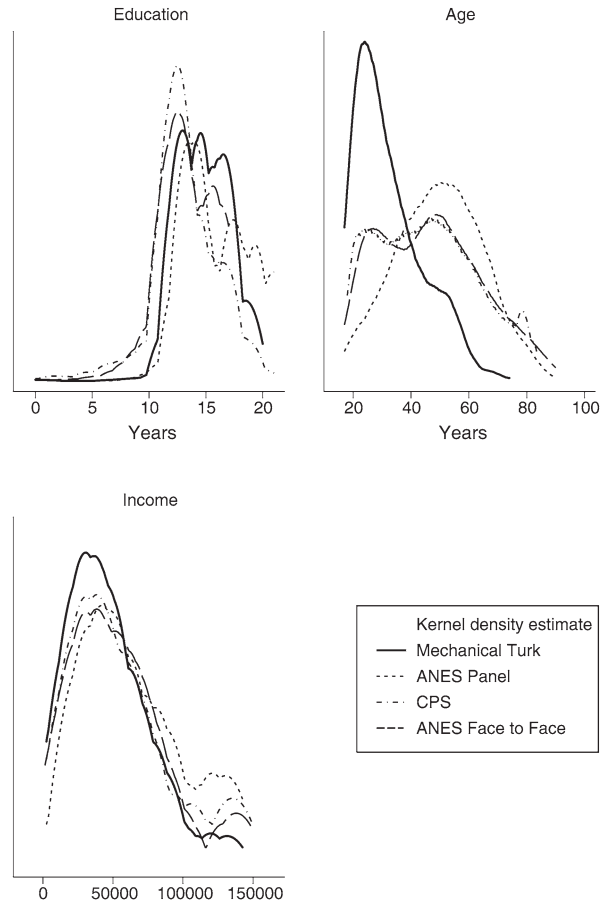 Education
Age
0 5 10 15 20
20 40 60 80 100
Years
Years
Income
Kernel density estimate
Mechanical Turk
ANES Panel
CPS
ANES Face to Face
0 50000 100000 150000